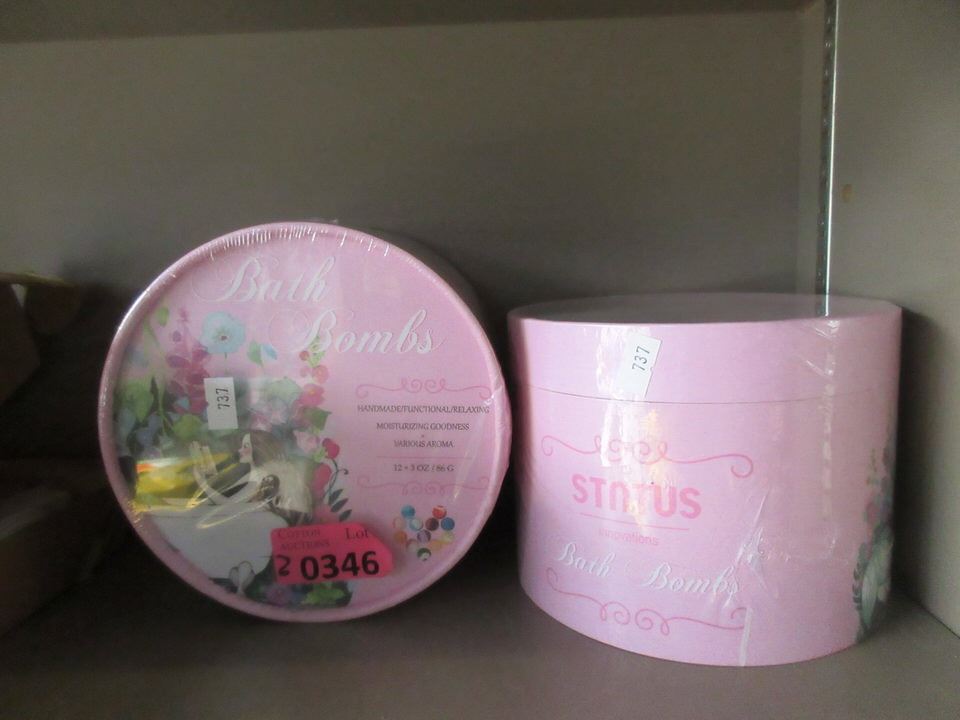 Bath
Bombs
737
HANDMADE/FUNCTIONAL/RELAXING
MOISTURIZING GOODNESS
VARIOUS AROMA
12 × 3 OZ / 86 G
COTTON Lot
AUCTIONS
2 0346
737
STATUS
innovations
Bath Bombs